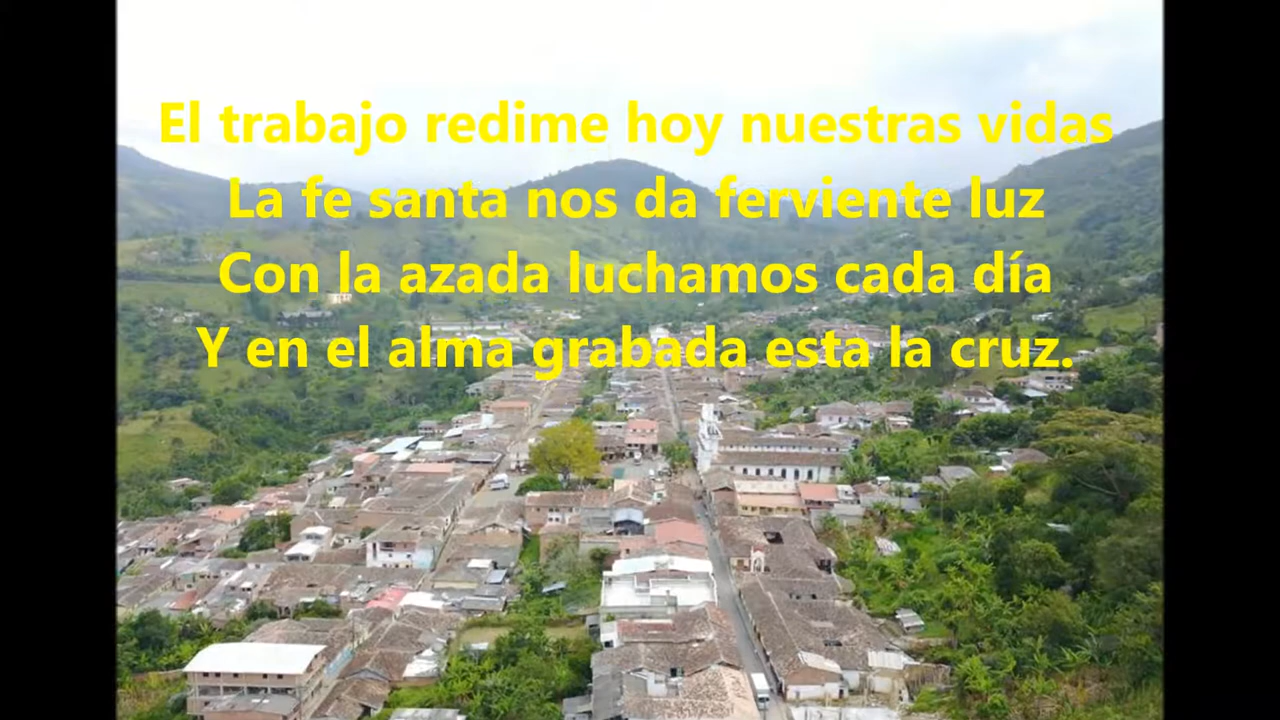 El trabajo redime hoy nuestras vidas
La fe santa nos da ferviente luz
Con la azada luchamos cada día
Y en el alma grabada esta la cruz.